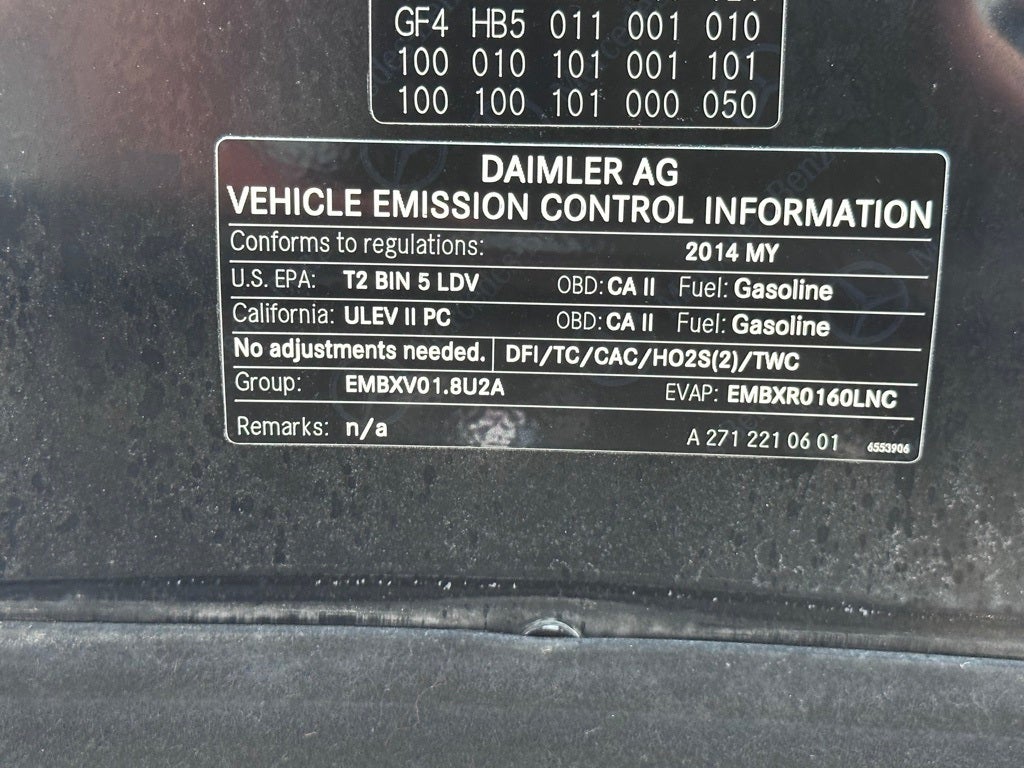 GF4 HB5 011 001 010
100 010 101 001 101
100 100 101 000 050
DAIMLER AG
VEHICLE EMISSION CONTROL INFORMATION
Conforms to regulations: 2014 MY
U.S. EPA: T2 BIN 5 LDV OBD: CA II Fuel: Gasoline
California: ULEV II PC OBD: CA II Fuel: Gasoline
No adjustments needed. DFI/TC/CAC/HO2S(2)/TWC
Group: EMBXV01.8U2A EVAP: EMBXR0160LNC
Remarks: n/a A 271 221 06 01 6553906